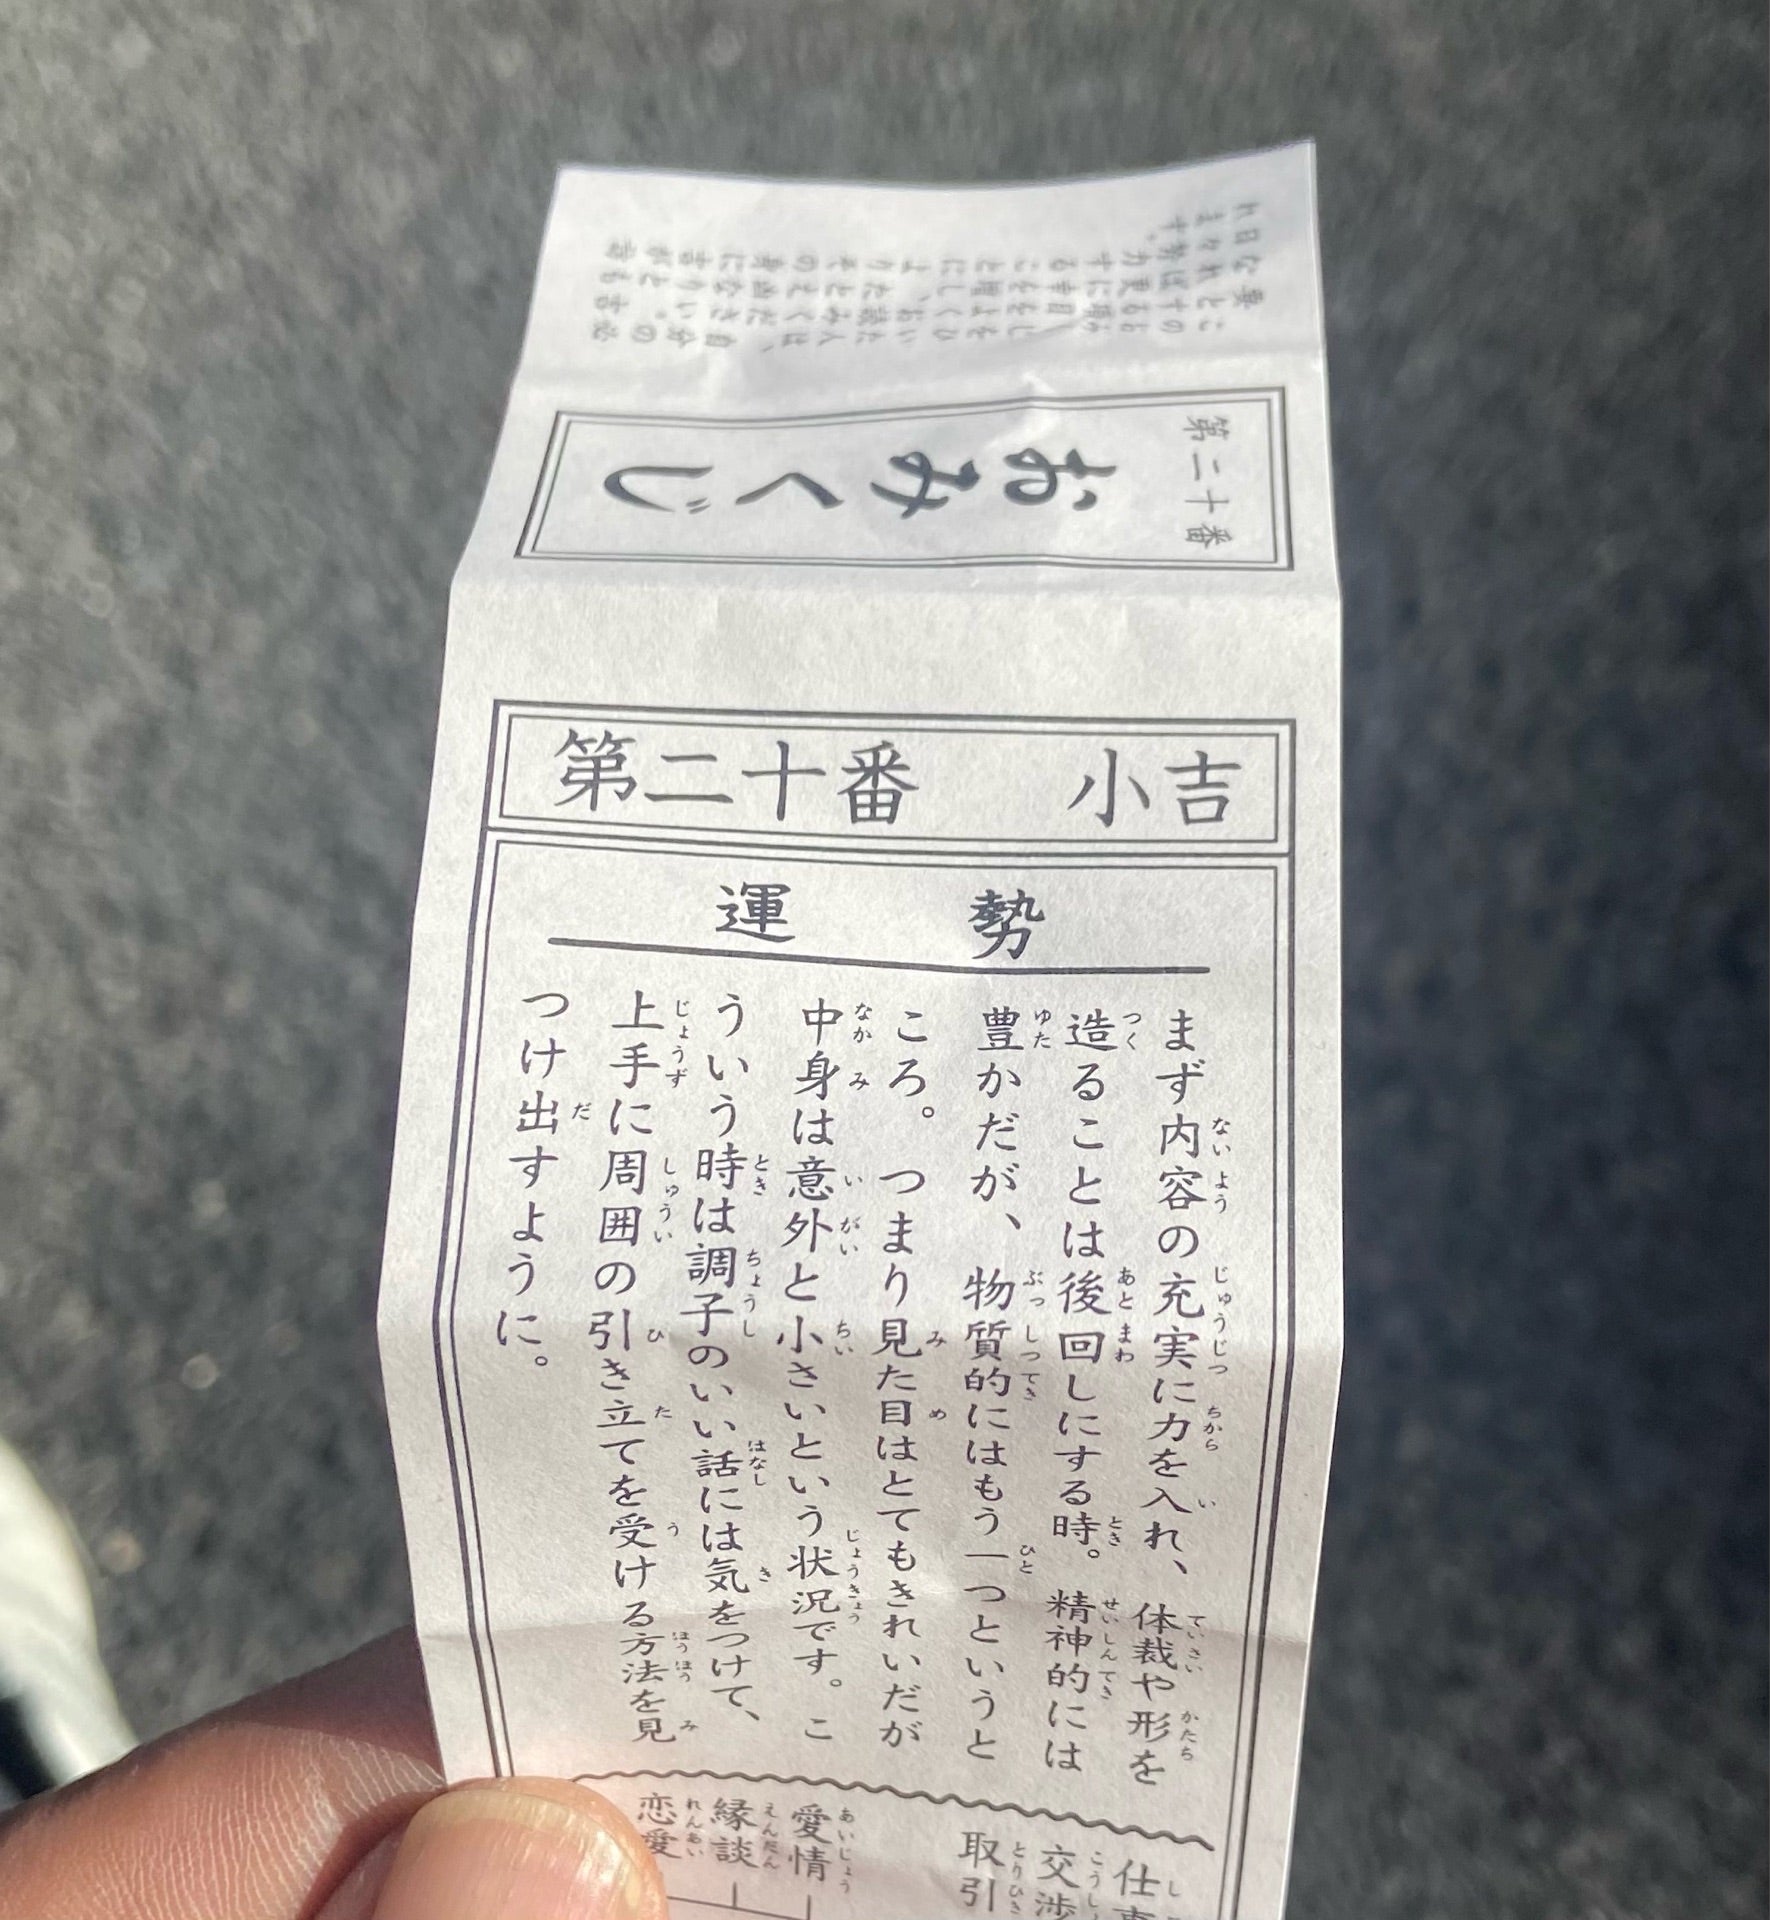 第二十番
おみくじ
第二十番 小吉
運勢
まず内容の充実に力を入れ、体裁や形を
造ることは後回しにする時。精神的には
豊かだが、物質的にはもう一つというと
ころ。つまり見た目はとてもきれいだが
中身は意外と小さいという状況です。こ
ういう時は調子のいい話には気をつけて、
上手に周囲の引き立てを受ける方法を見
つけ出すように。
交渉
取引
愛情
縁談
恋愛